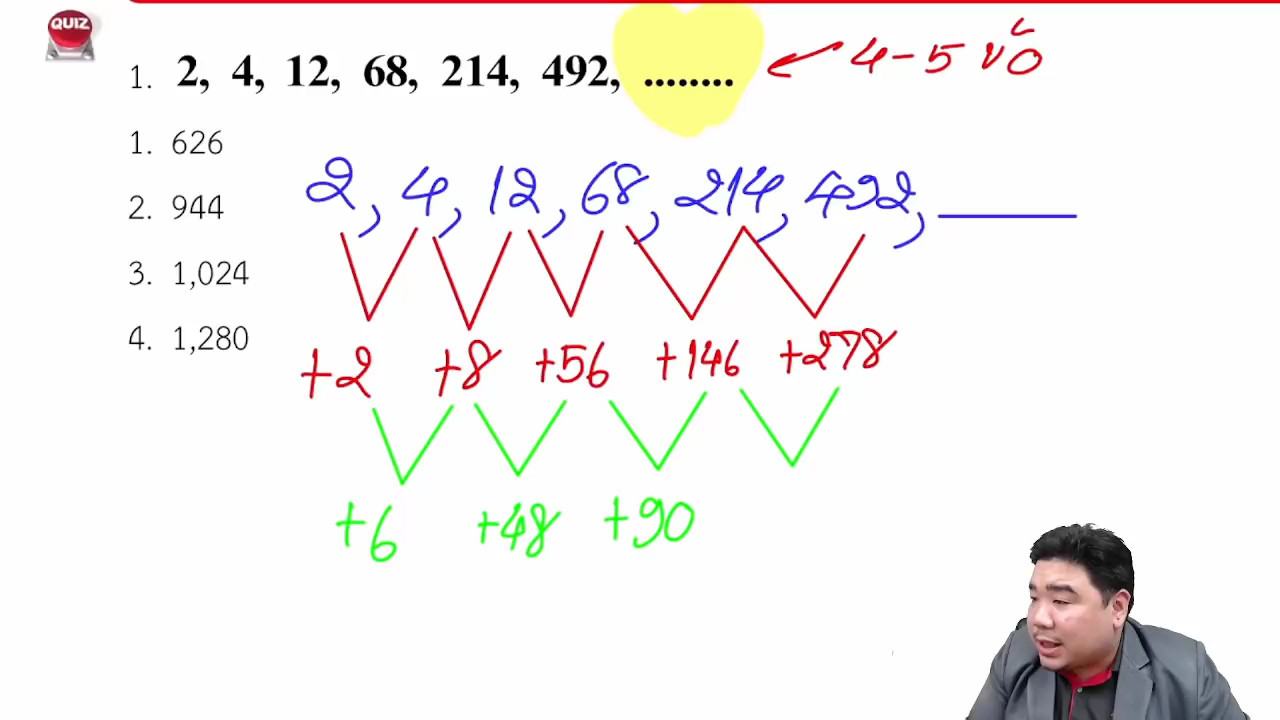 QUIZ
1. 2, 4, 12, 68, 214, 492, ........
4-5 ข้อ
1. 626
2. 944
3. 1,024
4. 1,280
2, 4, 12, 68, 214, 492, ______
+2 +8 +56 +146 +278
+6 +48 +90